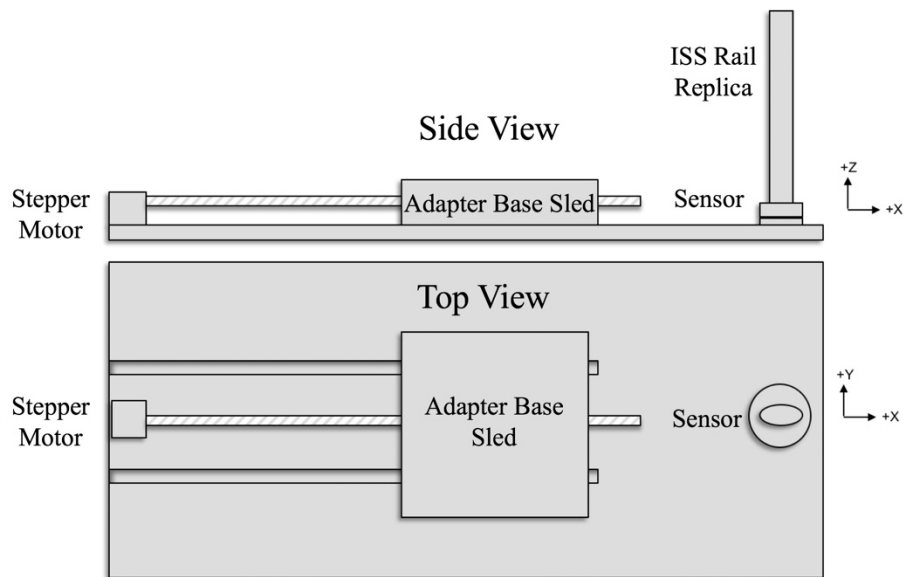 ISS Rail
Replica
Side View
+Z
Stepper
Motor
Adapter Base Sled
Sensor
+X
Top View
+Y
Stepper
Motor
Adapter Base
Sled
Sensor
+X